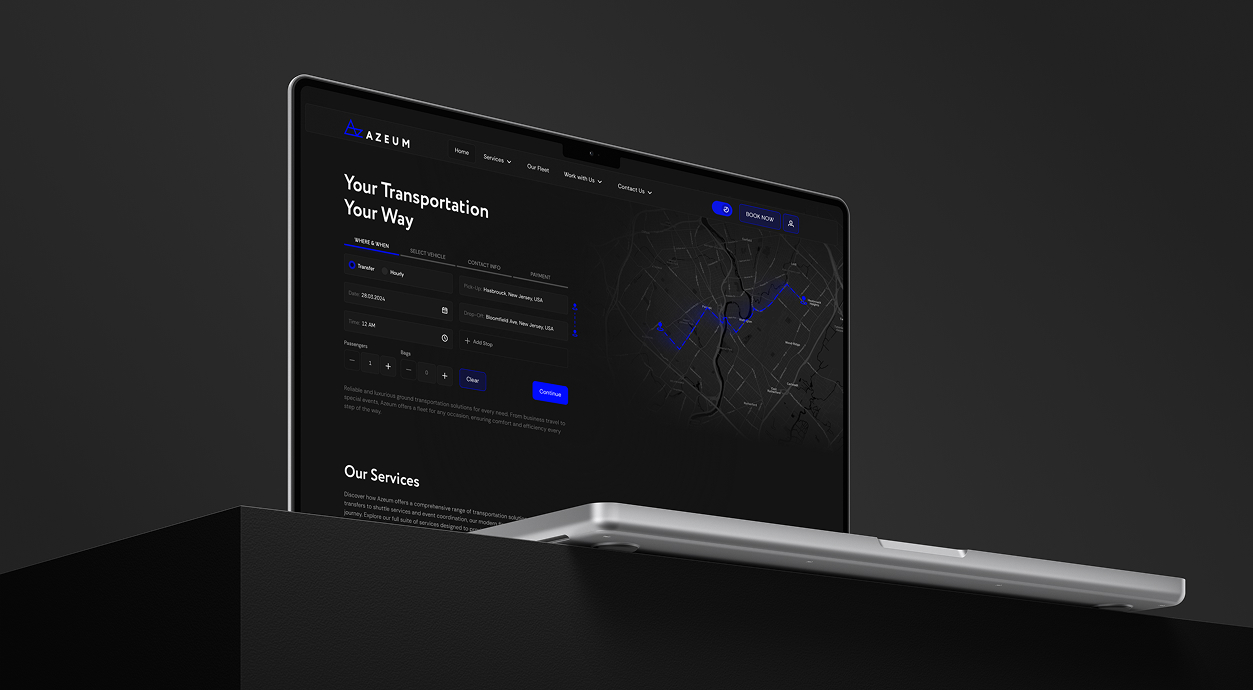 Az AZEUM
Home
Services
Our Fleet
Work with Us
Contact Us
BOOK NOW
Your Transportation
Your Way
WHERE & WHEN
SELECT VEHICLE
CONTACT INFO
PAYMENT
Transfer
Hourly
Pick-Up: Hasbrouck, New Jersey, USA
Date: 28.03.2024
Drop-Off: Bloomfield Ave, New Jersey, USA
Time: 12 AM
Add Stop
Passengers
Bags
1
0
Clear
Continue
Reliable and luxurious ground transportation solutions for every need. From business travel to
special events, Azeum offers a fleet for any occasion, ensuring comfort and efficiency every
step of the way.
Our Services
Discover how Azeum offers a comprehensive range of transportation
transfers to shuttle services and event coordination, our modern
journey. Explore our full suite of services designed to